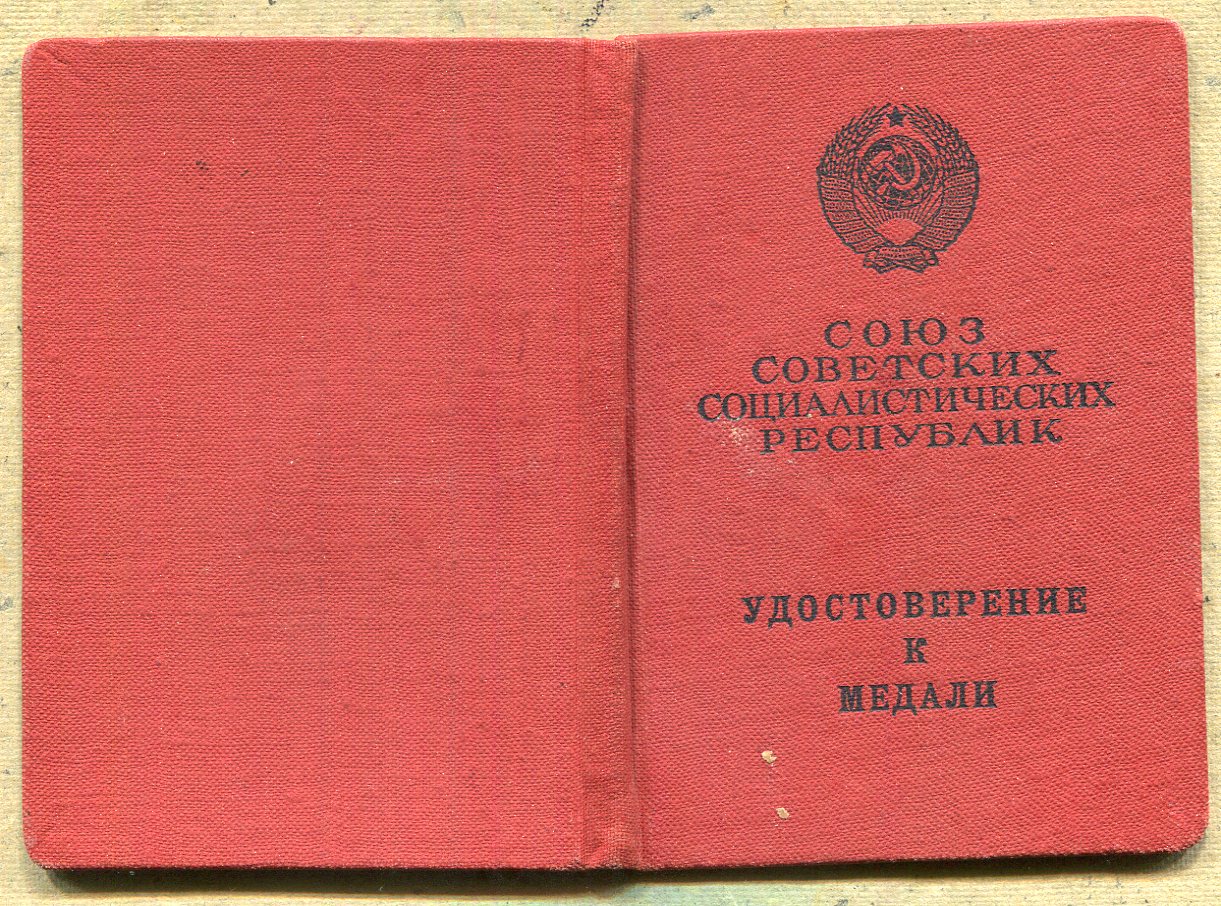 СОЮЗ
СОВЕТСКИХ
СОЦИАЛИСТИЧЕСКИХ
РЕСПУБЛИК
УДОСТОВЕРЕНИЕ
К
МЕДАЛИ